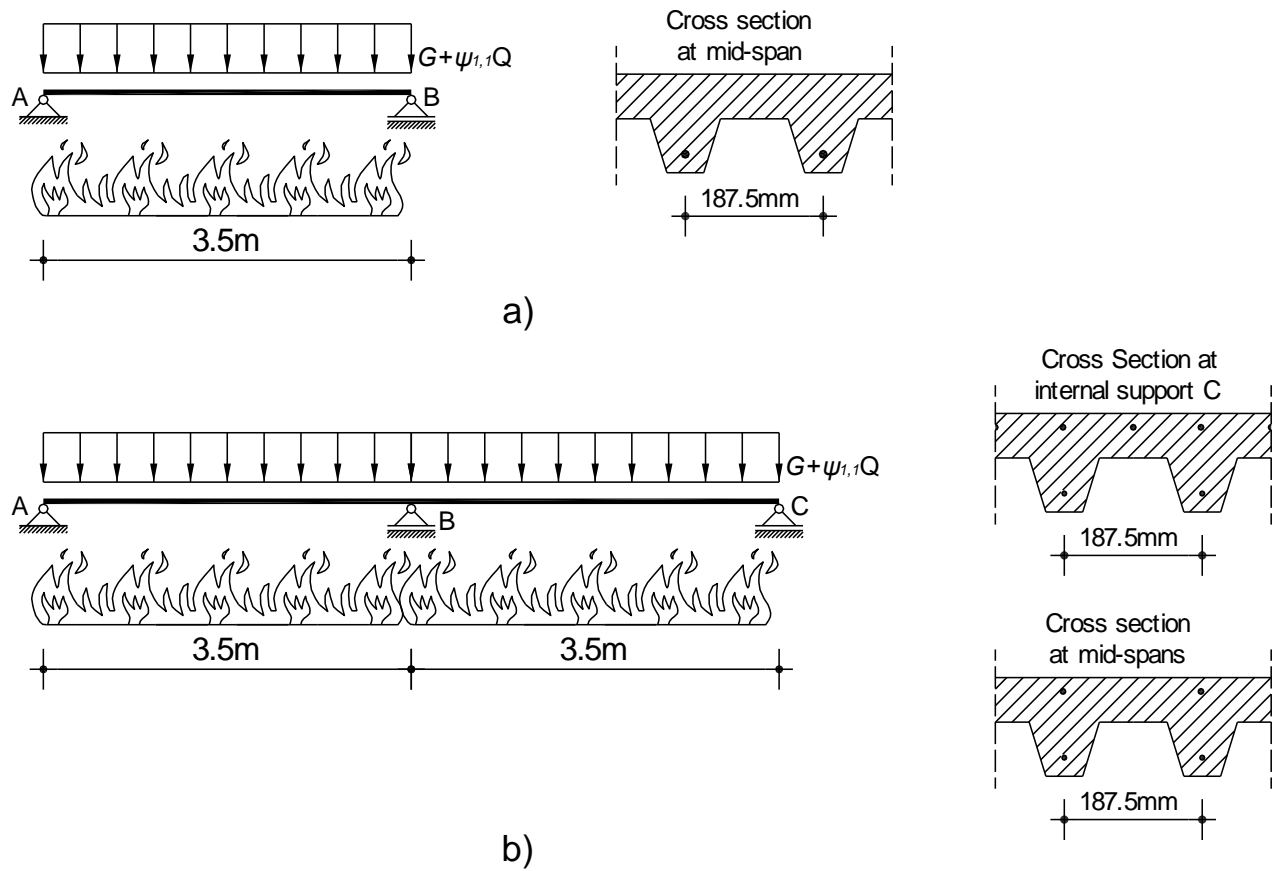 Cross section
at mid-span
G+ψ1,1Q
A
B
187.5mm
3.5m
a)
Cross Section at
internal support C
G+ψ1,1Q
A
B
C
187.5mm
3.5m
3.5m
Cross section
at mid-spans
187.5mm
b)